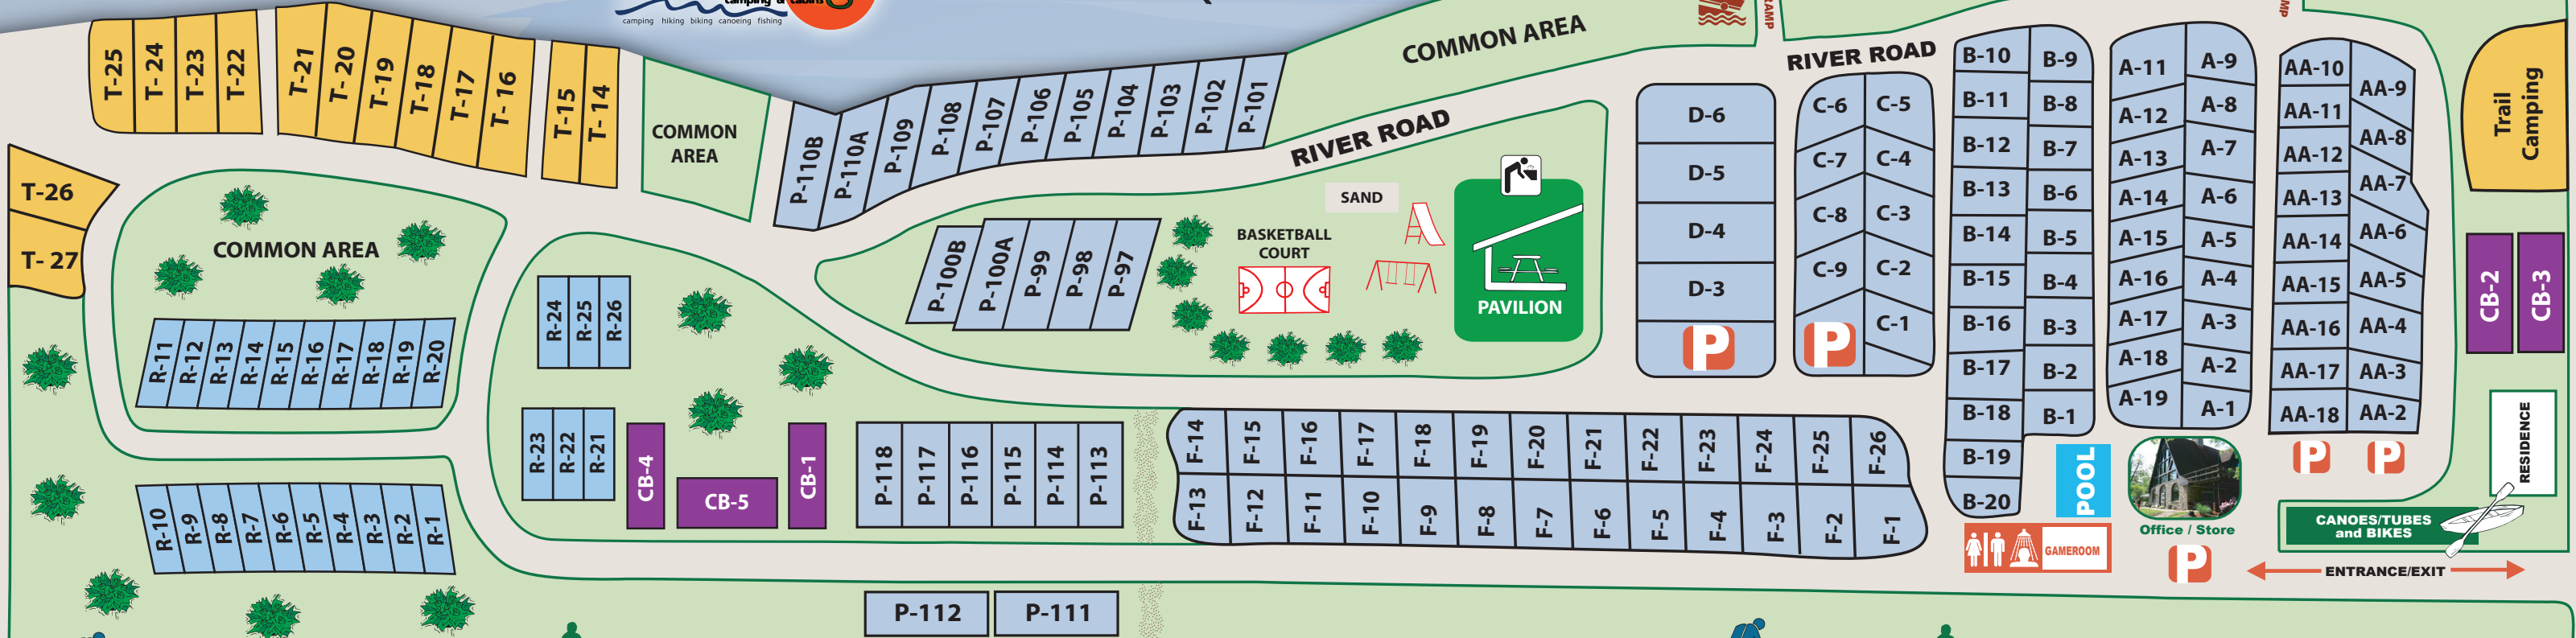 camping & cabins
camping hiking biking canoeing fishing
T-25
T- 24
T-23
T-22
T-21
T- 20
T-19
T-18
T-17
T- 16
T-15
T- 14
T-26
T- 27
COMMON
AREA
COMMON AREA
COMMON AREA
RIVER ROAD
RIVER ROAD
P-110B
P-110A
P-109
P-108
P-107
P-106
P-105
P-104
P-103
P-102
P-101
P-100B
P-100A
P-99
P-98
P-97
SAND
BASKETBALL
COURT
PAVILION
D-6
D-5
D-4
D-3
P
C-6
C-7
C-8
C-9
P
C-5
C-4
C-3
C-2
C-1
B-10
B-11
B-12
B-13
B-14
B-15
B-16
B-17
B-18
B-19
B-20
B-9
B-8
B-7
B-6
B-5
B-4
B-3
B-2
B-1
A-11
A-12
A-13
A-14
A-15
A-16
A-17
A-18
A-19
A-9
A-8
A-7
A-6
A-5
A-4
A-3
A-2
A-1
AA-10
AA-11
AA-12
AA-13
AA-14
AA-15
AA-16
AA-17
AA-18
AA-9
AA-8
AA-7
AA-6
AA-5
AA-4
AA-3
AA-2
P
P
Trail
Camping
CB-2
CB-3
RESIDENCE
R-11
R-12
R-13
R-14
R-15
R-16
R-17
R-18
R-19
R-20
R-10
R-9
R-8
R-7
R-6
R-5
R-4
R-3
R-2
R-1
R-24
R-25
R-26
R-23
R-22
R-21
CB-4
CB-5
CB-1
P-118
P-117
P-116
P-115
P-114
P-113
F-14
F-15
F-16
F-17
F-18
F-19
F-20
F-21
F-22
F-23
F-24
F-25
F-26
F-13
F-12
F-11
F-10
F-9
F-8
F-7
F-6
F-5
F-4
F-3
F-2
F-1
POOL
GAMEROOM
Office / Store
P
CANOES/TUBES
and BIKES
ENTRANCE/EXIT
P-112
P-111